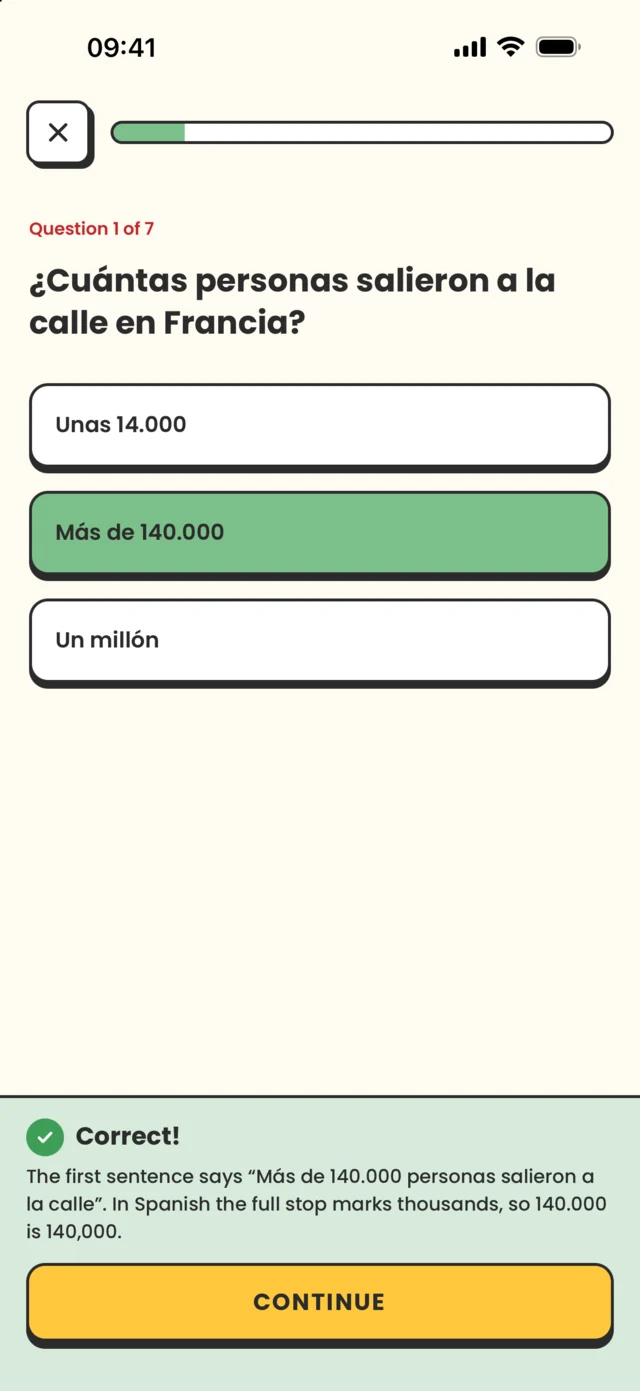 09:41
Question 1 of 7
¿Cuántas personas salieron a la
calle en Francia?
Unas 14.000
Más de 140.000
Un millón
Correct!
The first sentence says “Más de 140.000 personas salieron a
la calle”. In Spanish the full stop marks thousands, so 140.000
is 140,000.
CONTINUE